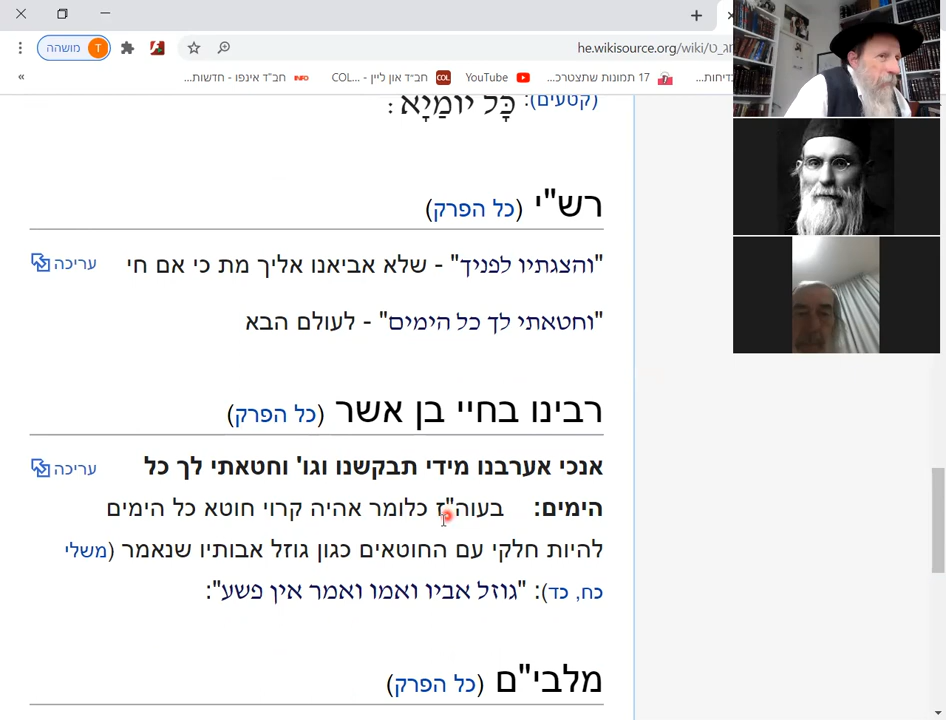 מושהה T
he.wikisource.org/wiki/
« חב"ד אינפו - חדשות... COL... - חב"ד און ליין YouTube 17 תמונות שתצטרכ... בדיחות...
(קטעים): כָּל יוֹמַיָא :
רש"י (כל הפרק)
"והצגתיו לפניך" - שלא אביאנו אליך מת כי אם חי עריכה
"וחטאתי לך כל הימים" - לעולם הבא
רבינו בחיי בן אשר (כל הפרק)
אנכי אערבנו מידי תבקשנו וגו' וחטאתי לך כל עריכה
הימים: בעוה"ז כלומר אהיה קרוי חוטא כל הימים
להיות חלקי עם החוטאים כגון גוזל אבותיו שנאמר (משלי
כח, כד): "גוזל אביו ואמו ואמר אין פשע":
מלבי"ם (כל הפרק)